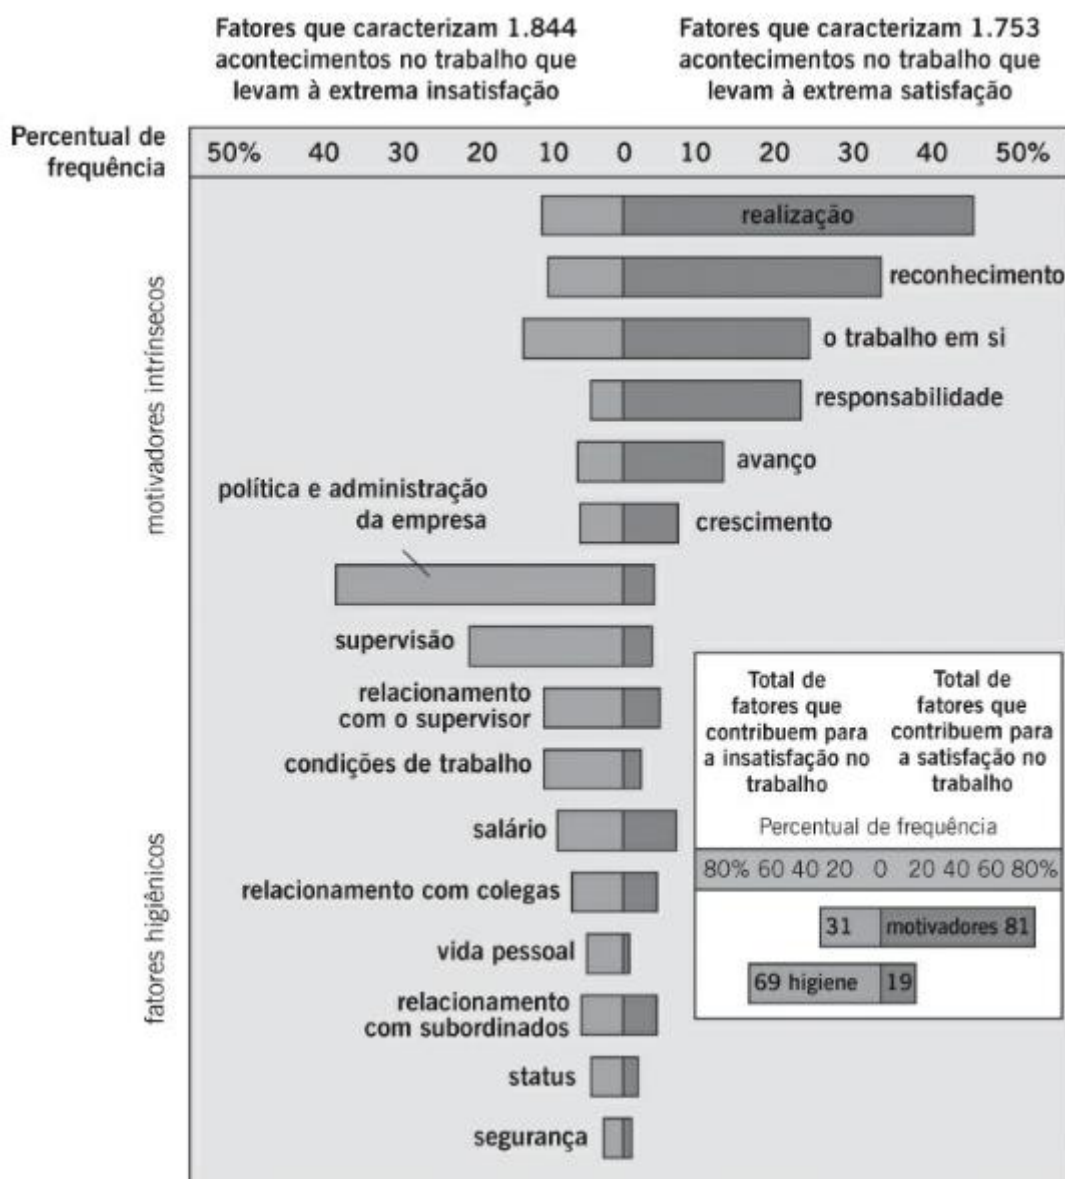 Fatores que caracterizam 1.844
acontecimentos no trabalho que
levam à extrema insatisfação
Fatores que caracterizam 1.753
acontecimentos no trabalho que
levam à extrema satisfação
Percentual de
frequência
50% 40 30 20 10 0 10 20 30 40 50%
motivadores intrínsecos
realização
reconhecimento
o trabalho em si
responsabilidade
avanço
crescimento
política e administração
da empresa
fatores higiênicos
supervisão
relacionamento
com o supervisor
condições de trabalho
salário
relacionamento com colegas
vida pessoal
relacionamento
com subordinados
status
segurança
Total de
fatores que
contribuem para
a insatisfação no
trabalho
Total de
fatores que
contribuem para
a satisfação no
trabalho
Percentual de frequência
80% 60 40 20 0 20 40 60 80%
31 motivadores 81
69 higiene 19